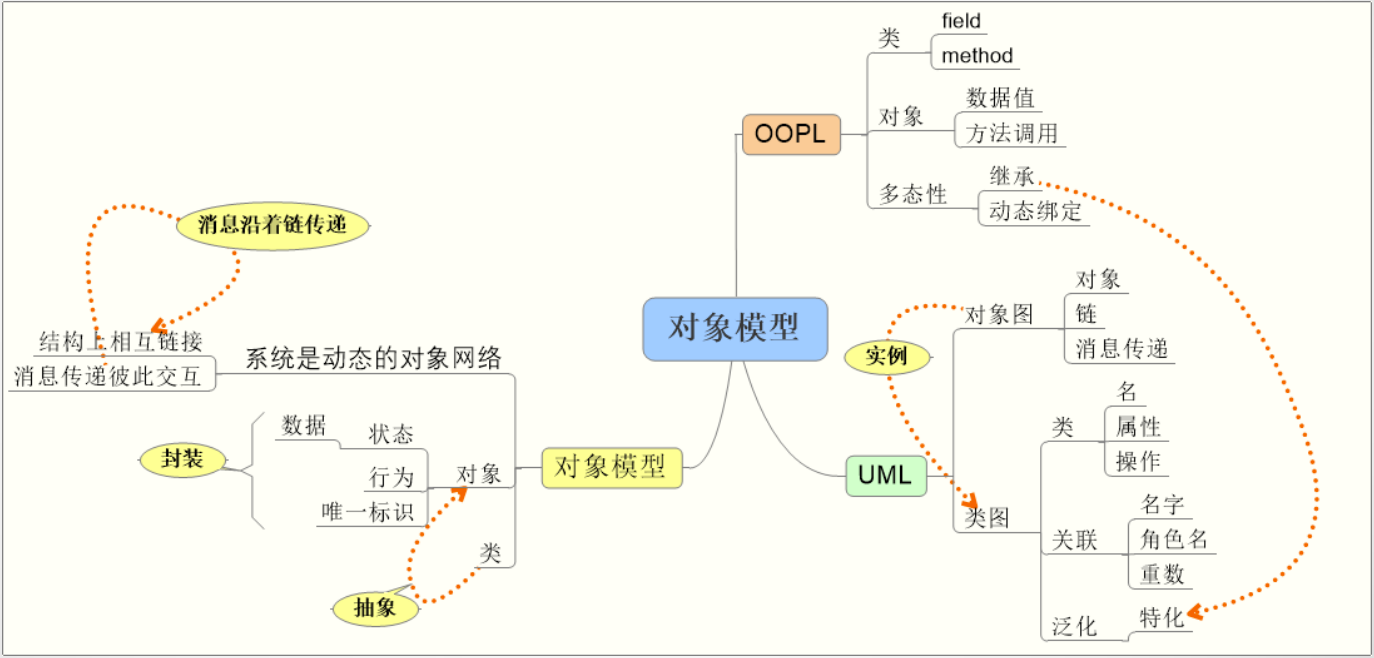 对象模型
OOPL
类
field
method
对象
数据值
方法调用
多态性
继承
动态绑定
UML
对象图
对象
链
消息传递
实例
类图
类
名
属性
操作
关联
名字
角色名
重数
泛化
特化
对象模型
系统是动态的对象网络
结构上相互链接
消息传递彼此交互
消息沿着链传递
对象
状态
数据
行为
唯一标识
封装
类
抽象